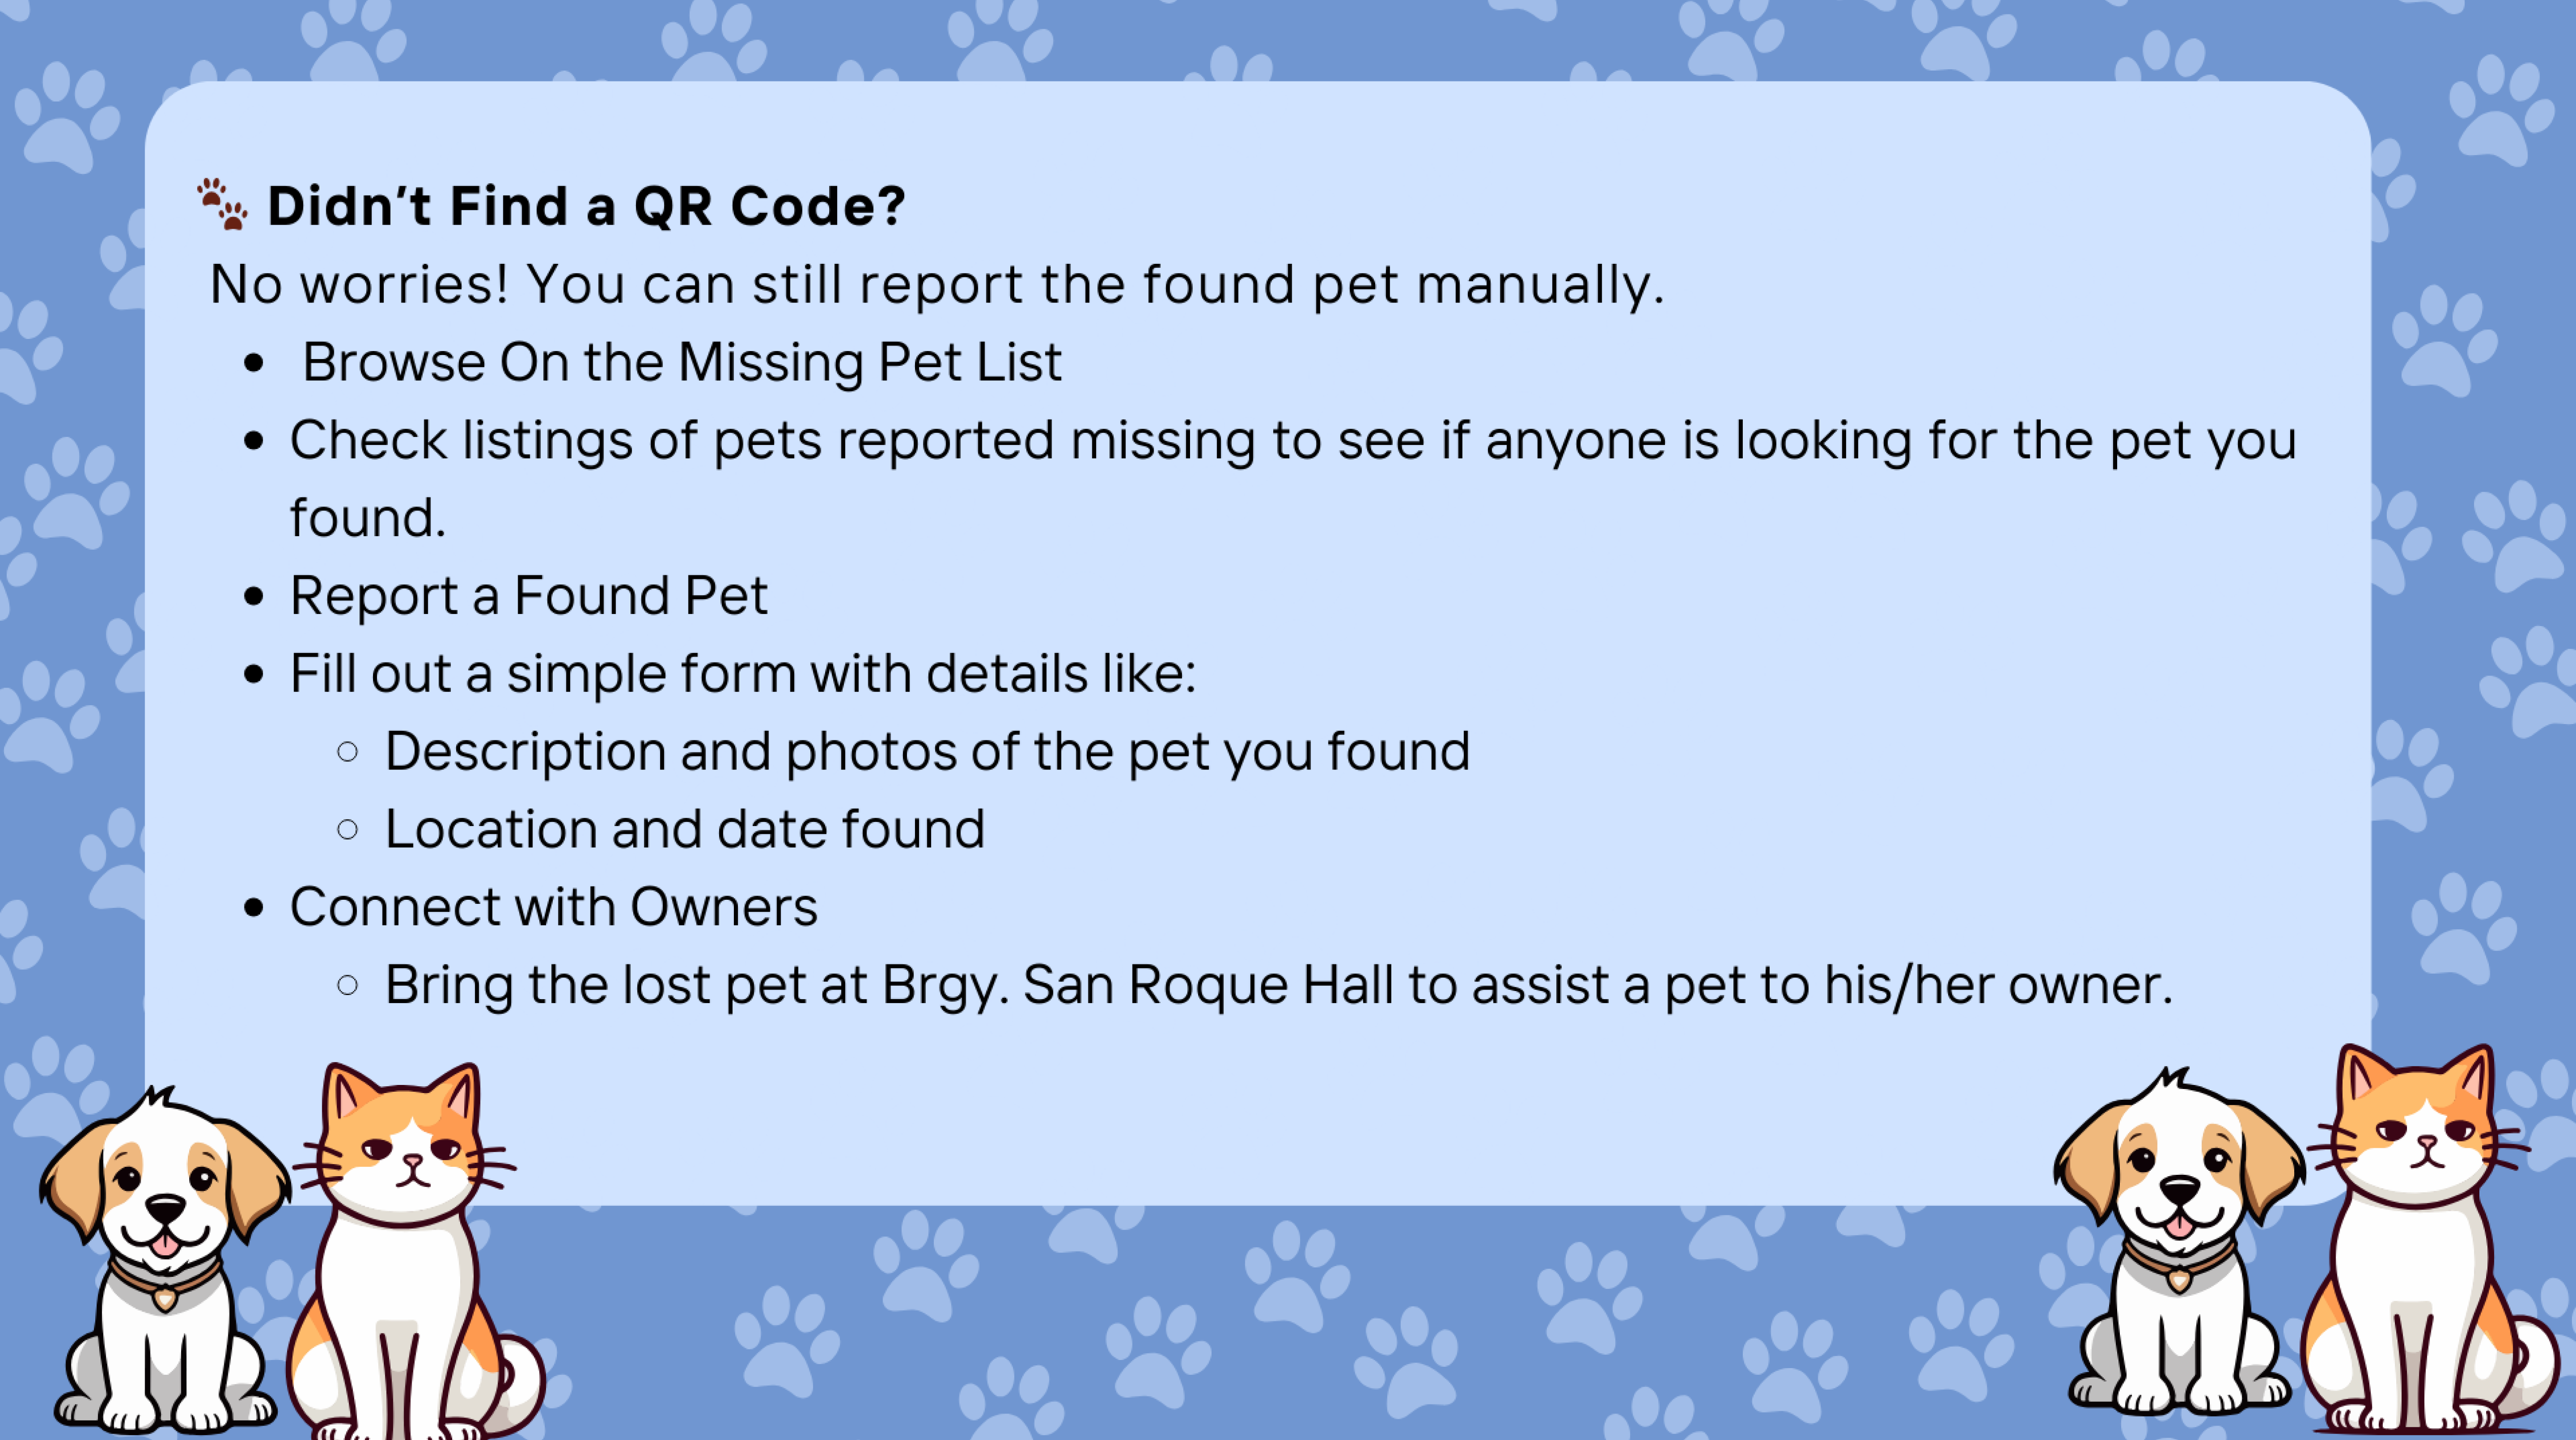 🐾 Didn't Find a QR Code?
No worries! You can still report the found pet manually.
• Browse On the Missing Pet List
• Check listings of pets reported missing to see if anyone is looking for the pet you
found.
• Report a Found Pet
• Fill out a simple form with details like:
◦ Description and photos of the pet you found
◦ Location and date found
• Connect with Owners
◦ Bring the lost pet at Brgy. San Roque Hall to assist a pet to his/her owner.